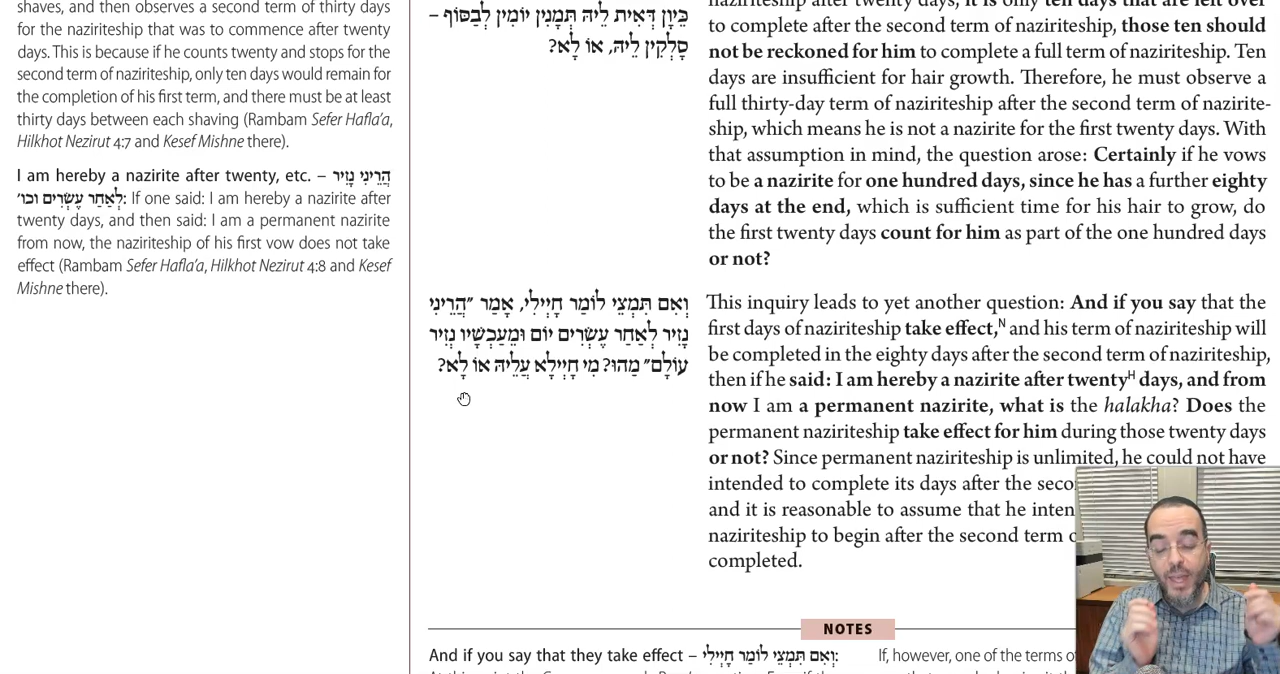 shaves, and then observes a second term of thirty days
for the naziriteship that was to commence after twenty
days. This is because if he counts twenty and stops for the
second term of naziriteship, only ten days would remain for
the completion of his first term, and there must be at least
thirty days between each shaving (Rambam Sefer Hafla'a,
Hilkhot Nezirut 4:7 and Kesef Mishne there).
I am hereby a nazirite after twenty, etc. – הֲרֵינִי נָזִיר
לְאַחַר עֶשְׂרִים וכו׳: If one said: I am hereby a nazirite after
twenty days, and then said: I am a permanent nazirite
from now, the naziriteship of his first vow does not take
effect (Rambam Sefer Hafla'a, Hilkhot Nezirut 4:8 and Kesef
Mishne there).
כֵּיוָן דְּאִית לֵיהּ תְּמָנִין יוֹמִין לְבַסּוֹף –
סָלְקִין לֵיהּ, אוֹ לָא?
וְאִם תִּמְצֵי לוֹמַר חָיְילִי, אָמַר ״הֲרֵינִי
נָזִיר לְאַחַר עֶשְׂרִים יוֹם וּמֵעַכְשָׁיו נְזִיר
עוֹלָם״ מַהוּ? מִי חָיְילָא עֲלֵיהּ אוֹ לָא?
naziriteship after twenty days, it is only ten days that are left over
to complete after the second term of naziriteship, those ten should
not be reckoned for him to complete a full term of naziriteship. Ten
days are insufficient for hair growth. Therefore, he must observe a
full thirty-day term of naziriteship after the second term of nazirite-
ship, which means he is not a nazirite for the first twenty days. With
that assumption in mind, the question arose: Certainly if he vows
to be a nazirite for one hundred days, since he has a further eighty
days at the end, which is sufficient time for his hair to grow, do
the first twenty days count for him as part of the one hundred days
or not?
This inquiry leads to yet another question: And if you say that the
first days of naziriteship take effect,ᴺ and his term of naziriteship will
be completed in the eighty days after the second term of naziriteship,
then if he said: I am hereby a nazirite after twentyᴴ days, and from
now I am a permanent nazirite, what is the halakha? Does the
permanent naziriteship take effect for him during those twenty days
or not? Since permanent naziriteship is unlimited, he could not have
intended to complete its days after the seco
and it is reasonable to assume that he inten
naziriteship to begin after the second term o
completed.
NOTES
And if you say that they take effect – וְאִם תִּמְצֵי לוֹמַר חָיְילִי:
If, however, one of the terms of